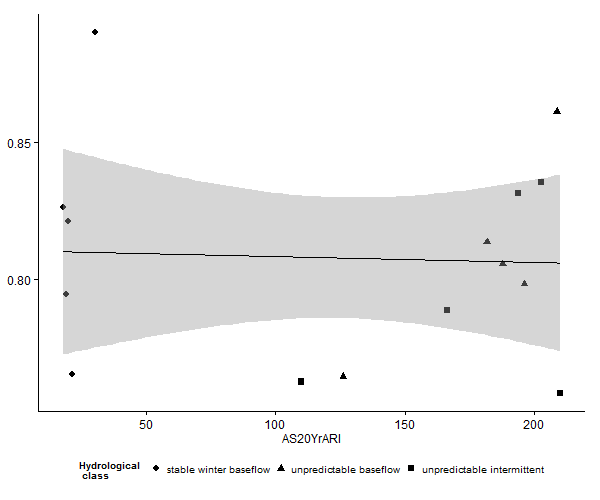 0.85
0.80
50 100 150 200
AS20YrARI
Hydrological class stable winter baseflow unpredictable baseflow unpredictable intermittent